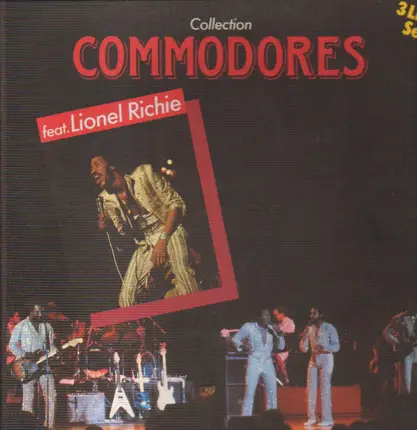 Collection
3 L
Se
COMMODORES
feat. Lionel Richie